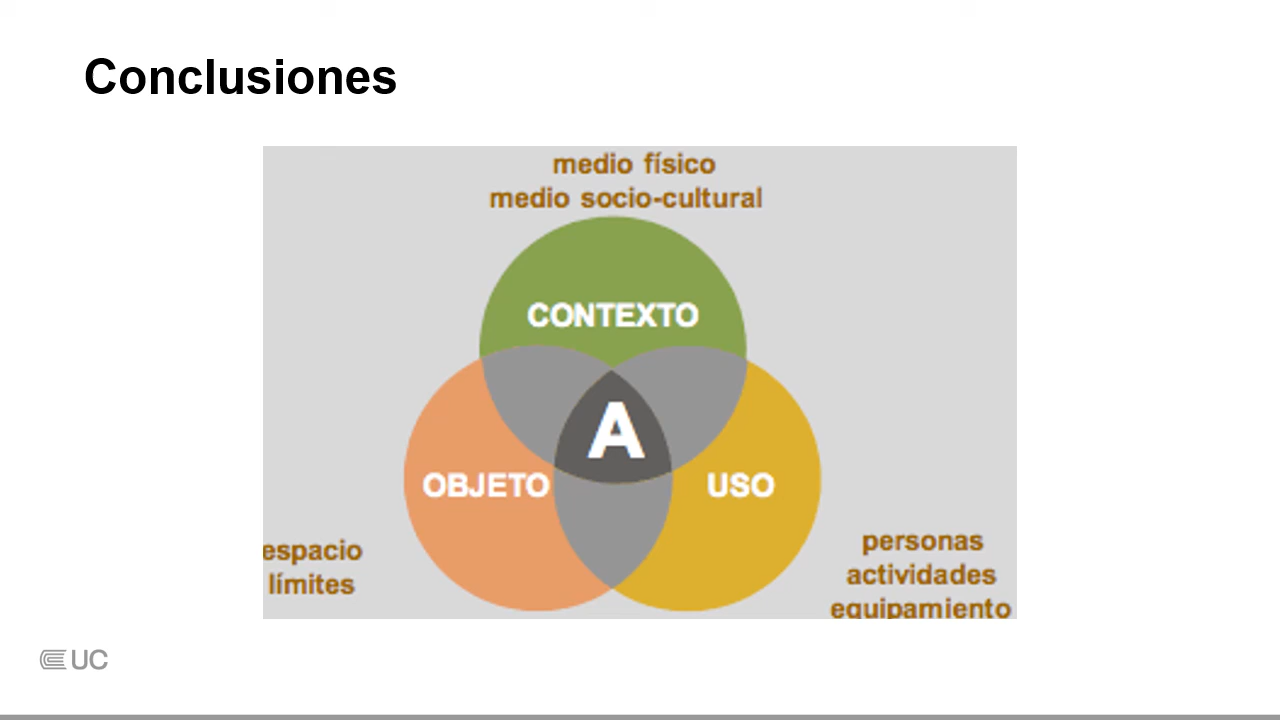 Conclusiones
medio físico
medio socio-cultural
CONTEXTO
A
OBJETO
USO
espacio
límites
personas
actividades
equipamiento
UC